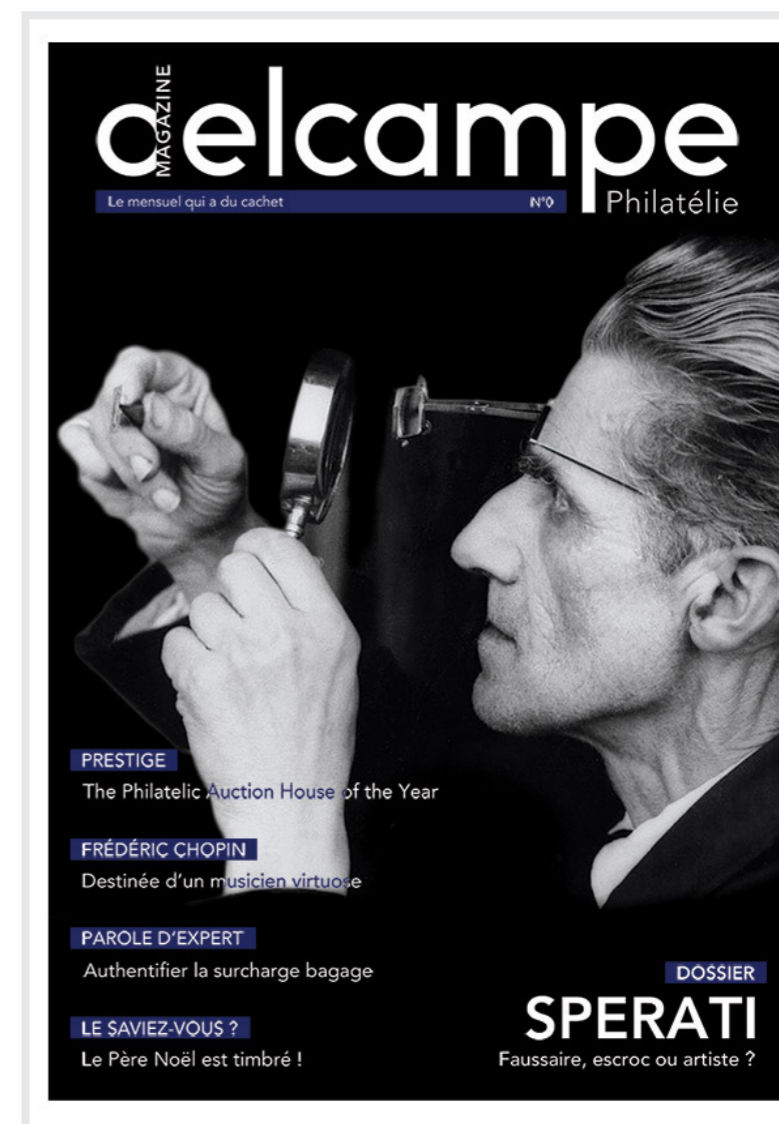 MAGAZINE
delcampe
Le mensuel qui a du cachet N°0
Philatélie
PRESTIGE
The Philatelic Auction House of the Year
FRÉDÉRIC CHOPIN
Destinée d'un musicien virtuose
PAROLE D'EXPERT
Authentifier la surcharge bagage
LE SAVIEZ-VOUS ?
Le Père Noël est timbré !
DOSSIER
SPERATI
Faussaire, escroc ou artiste ?